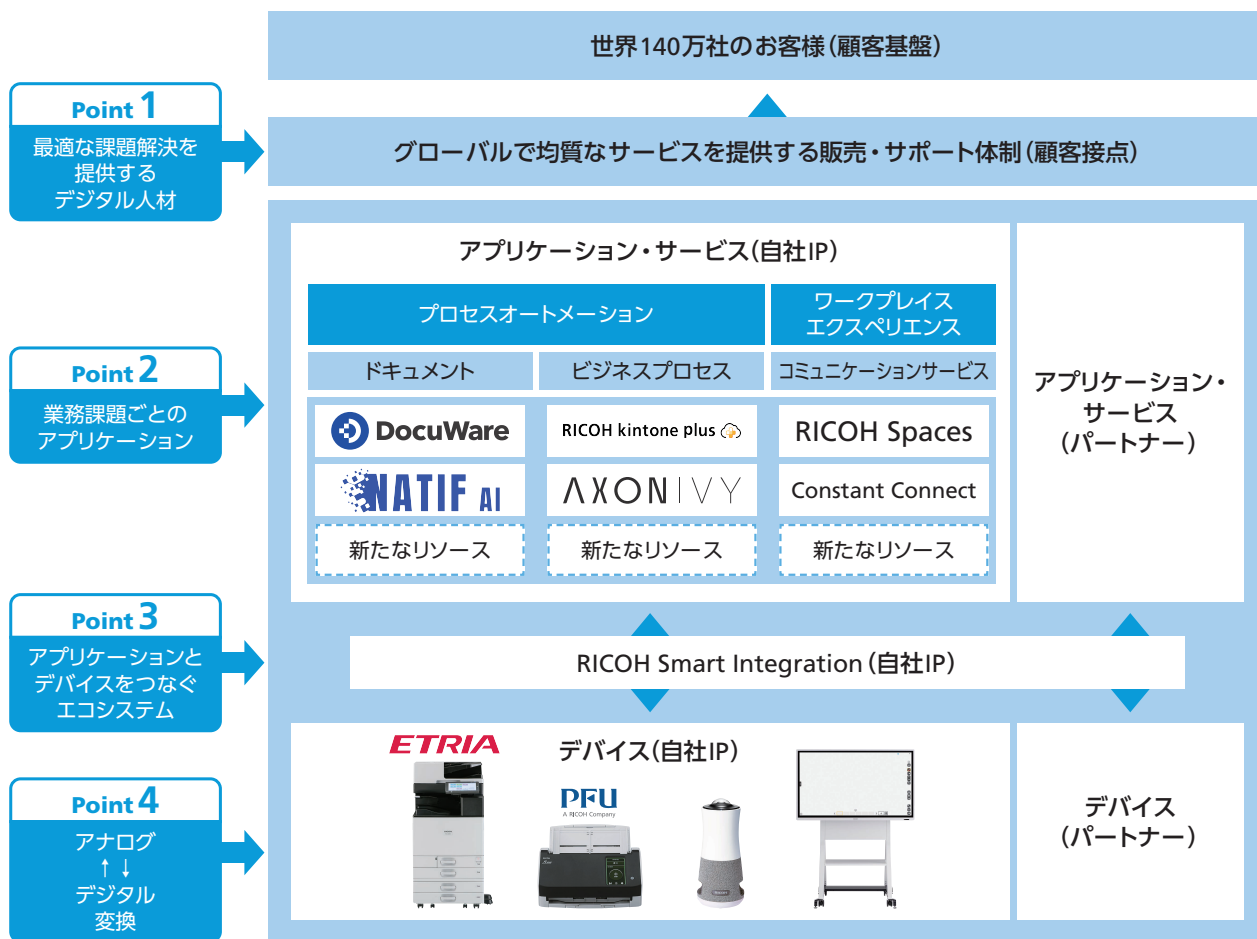 世界140万社のお客様(顧客基盤)
Point 1
最適な課題解決を
提供する
デジタル人材
グローバルで均質なサービスを提供する販売・サポート体制(顧客接点)
アプリケーション・サービス(自社IP)
プロセスオートメーション
ワークプレイス
エクスペリエンス
ドキュメント
ビジネスプロセス
コミュニケーションサービス
Point 2
業務課題ごとの
アプリケーション
DocuWare
RICOH kintone plus
RICOH Spaces
NATIF AI
AXONIVY
Constant Connect
新たなリソース
新たなリソース
新たなリソース
アプリケーション・
サービス
(パートナー)
Point 3
アプリケーションと
デバイスをつなぐ
エコシステム
RICOH Smart Integration(自社IP)
Point 4
アナログ
↑↓
デジタル
変換
ETRIA
デバイス(自社IP)
PFU
A RICOH Company
デバイス
(パートナー)